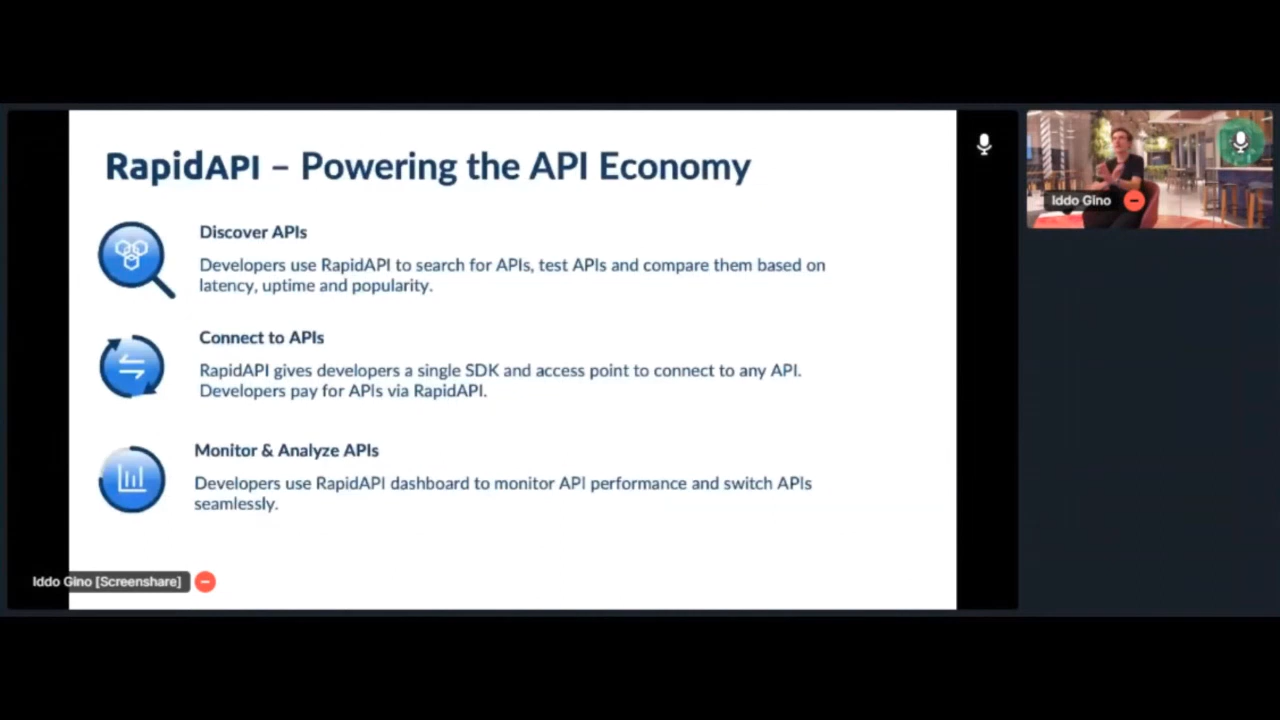 RapidAPI – Powering the API Economy
Discover APIs
Developers use RapidAPI to search for APIs, test APIs and compare them based on
latency, uptime and popularity.
Connect to APIs
RapidAPI gives developers a single SDK and access point to connect to any API.
Developers pay for APIs via RapidAPI.
Monitor & Analyze APIs
Developers use RapidAPI dashboard to monitor API performance and switch APIs
seamlessly.
Iddo Gino [Screenshare]
Iddo Gino